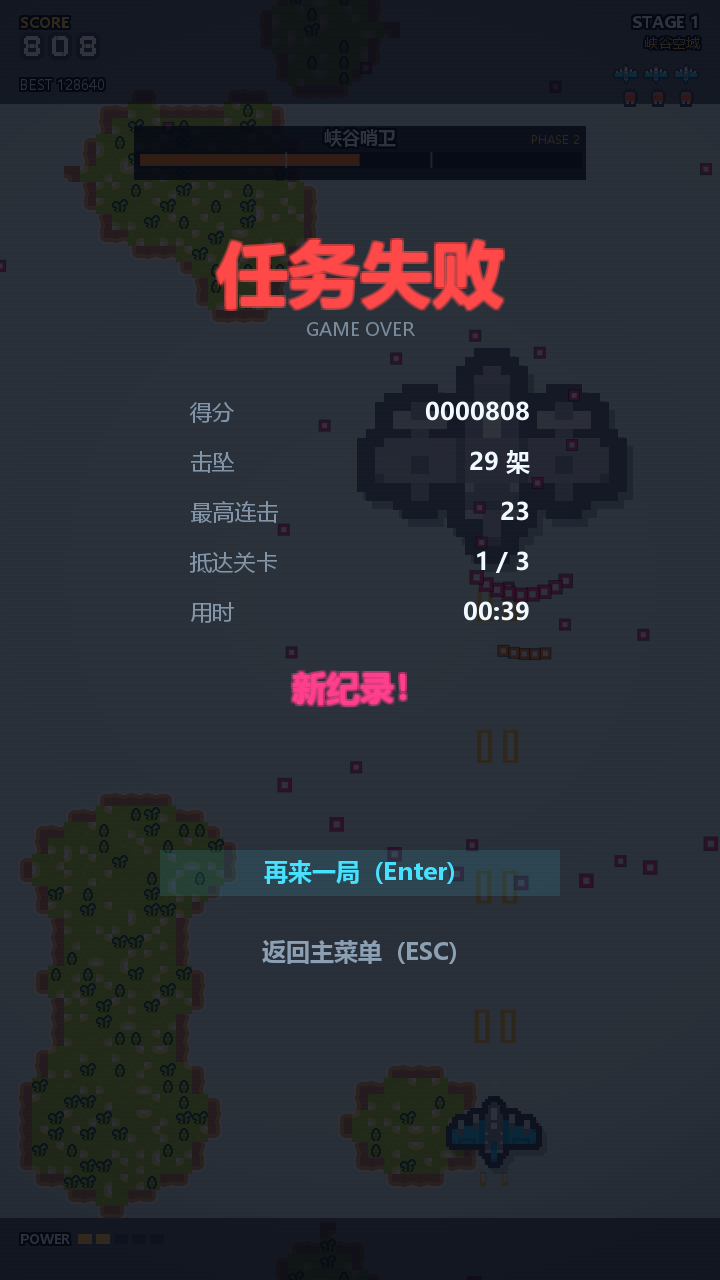 SCORE
808
BEST 128640
STAGE 1
峡谷空域
峡谷哨卫
PHASE 2
任务失败
GAME OVER
得分 0000808
击坠 29 架
最高连击 23
抵达关卡 1 / 3
用时 00:39
新纪录！
再来一局（Enter）
返回主菜单（ESC）
POWER